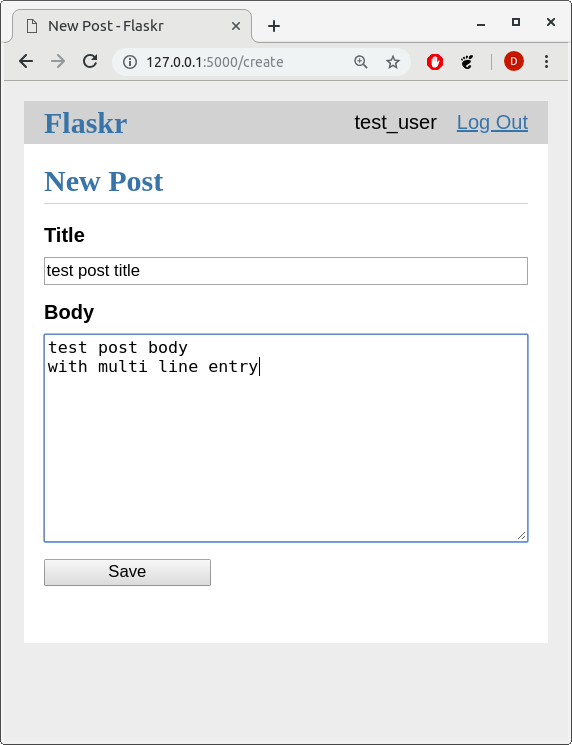 New Post - Flaskr
127.0.0.1:5000/create
D
Flaskr
test_user Log Out
New Post
Title
test post title
Body
test post body
with multi line entry
Save